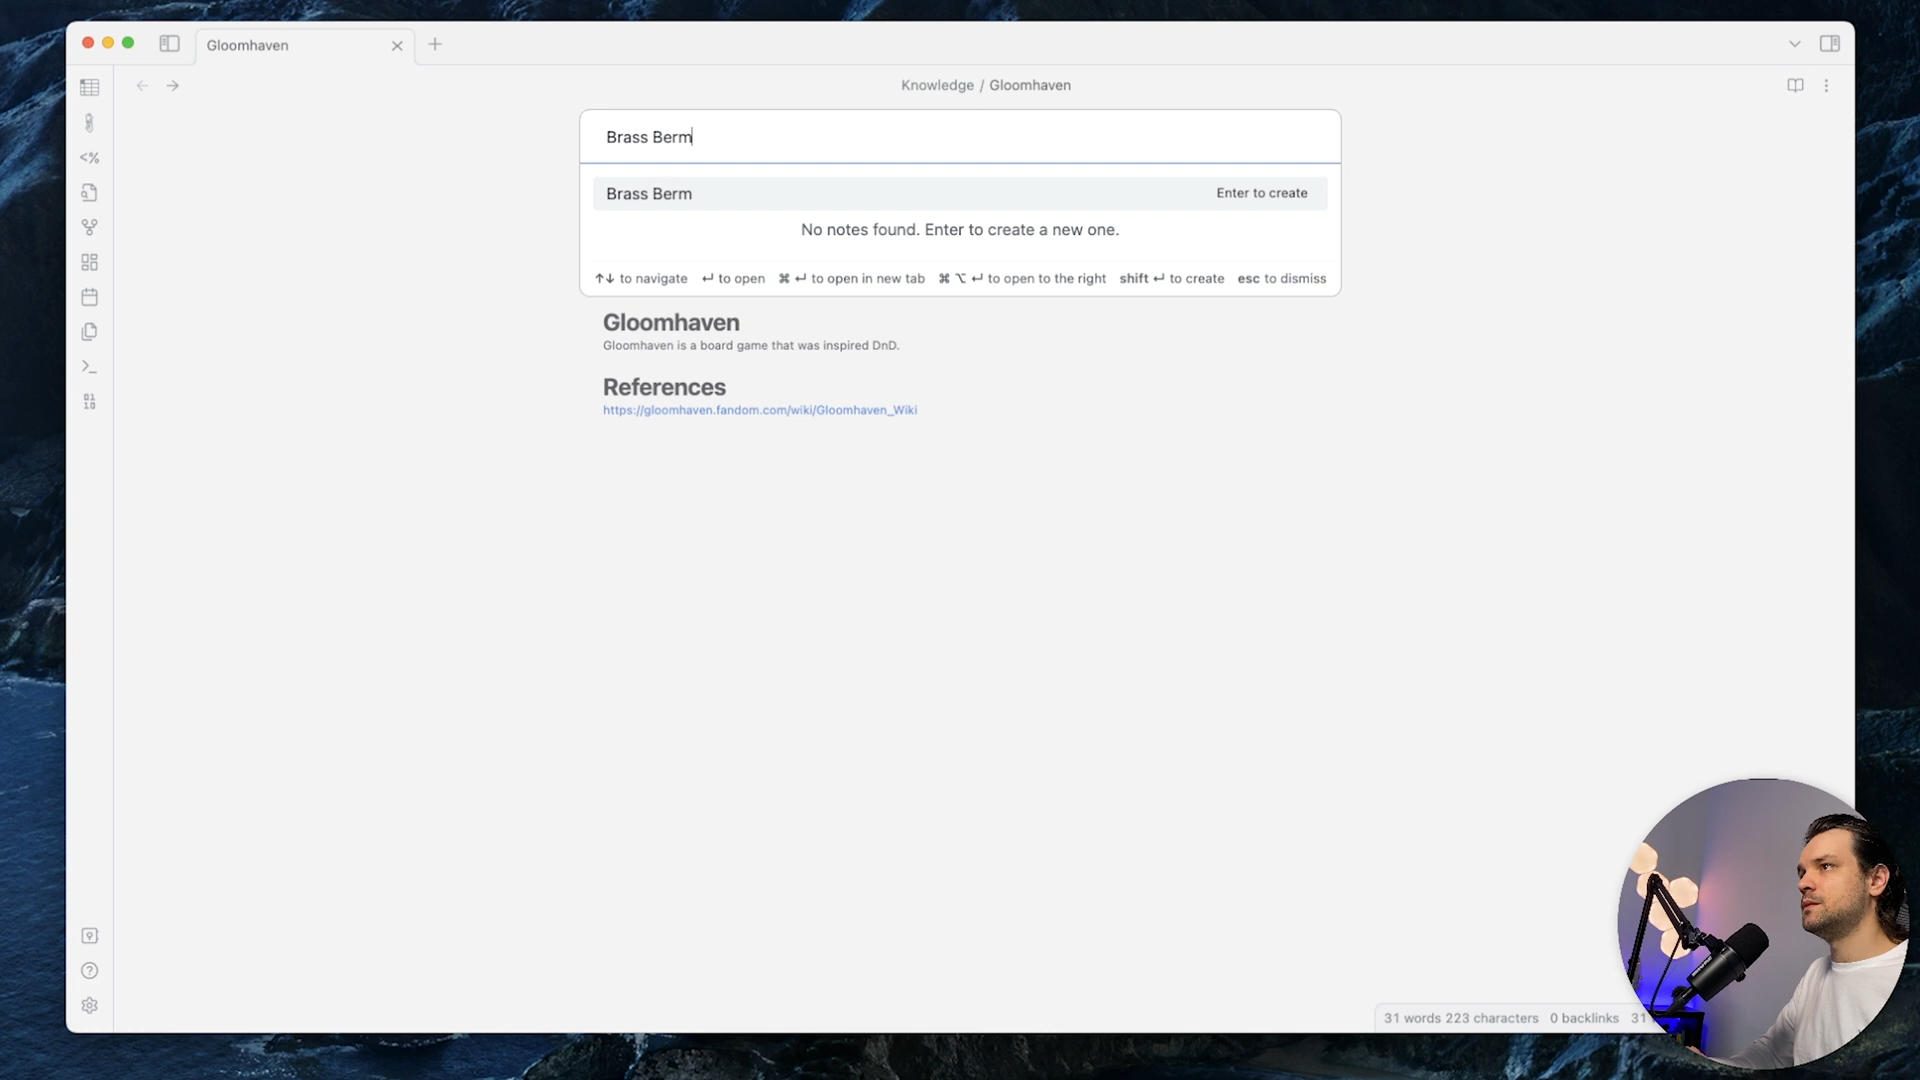 Gloomhaven
Knowledge / Gloomhaven
Brass Berm
Brass Berm Enter to create
No notes found. Enter to create a new one.
↑↓ to navigate ↵ to open ⌘ ↵ to open in new tab ⌘ ⌥ ↵ to open to the right shift ↵ to create esc to dismiss
Gloomhaven
Gloomhaven is a board game that was inspired DnD.
References
https://gloomhaven.fandom.com/wiki/Gloomhaven_Wiki
31 words 223 characters 0 backlinks 31